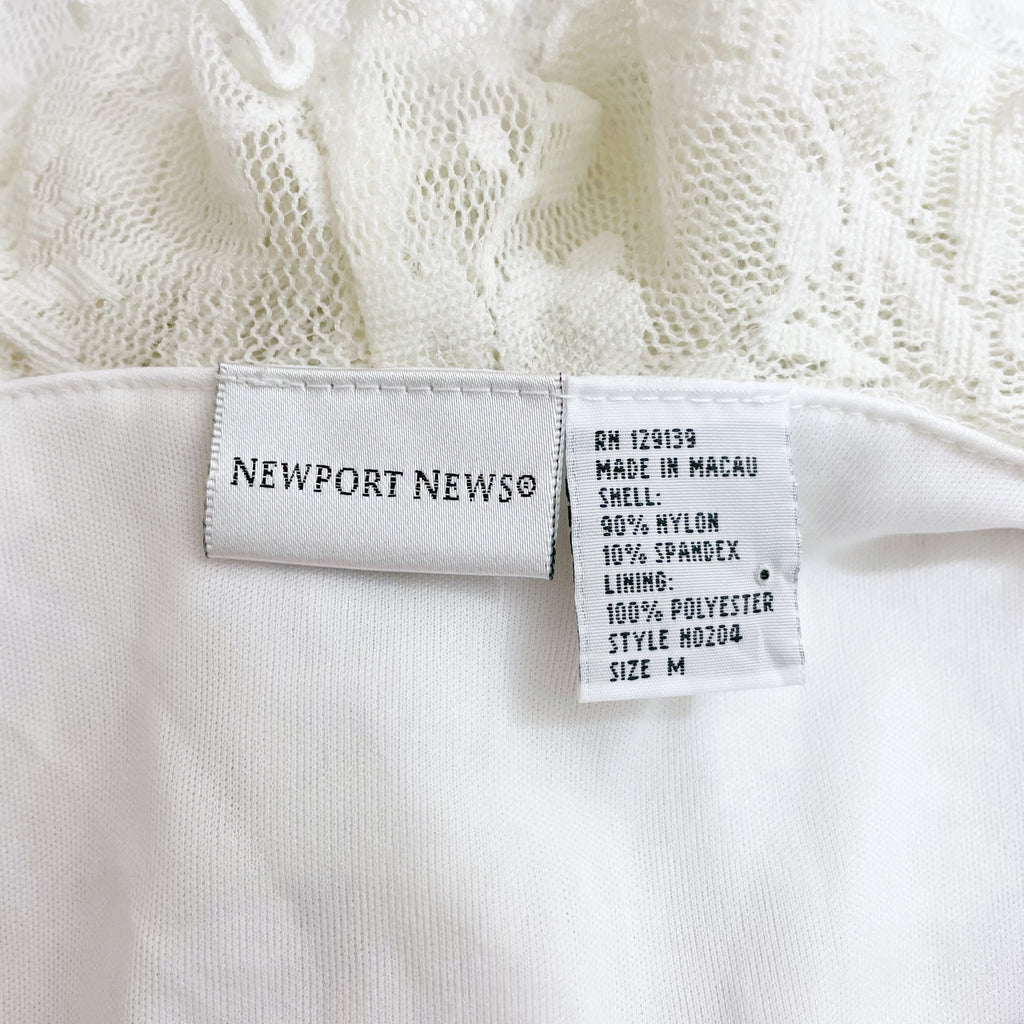 NEWPORT NEWS®
RN 129139
MADE IN MACAU
SHELL:
90% NYLON
10% SPANDEX
LINING:
100% POLYESTER
STYLE N0204
SIZE M